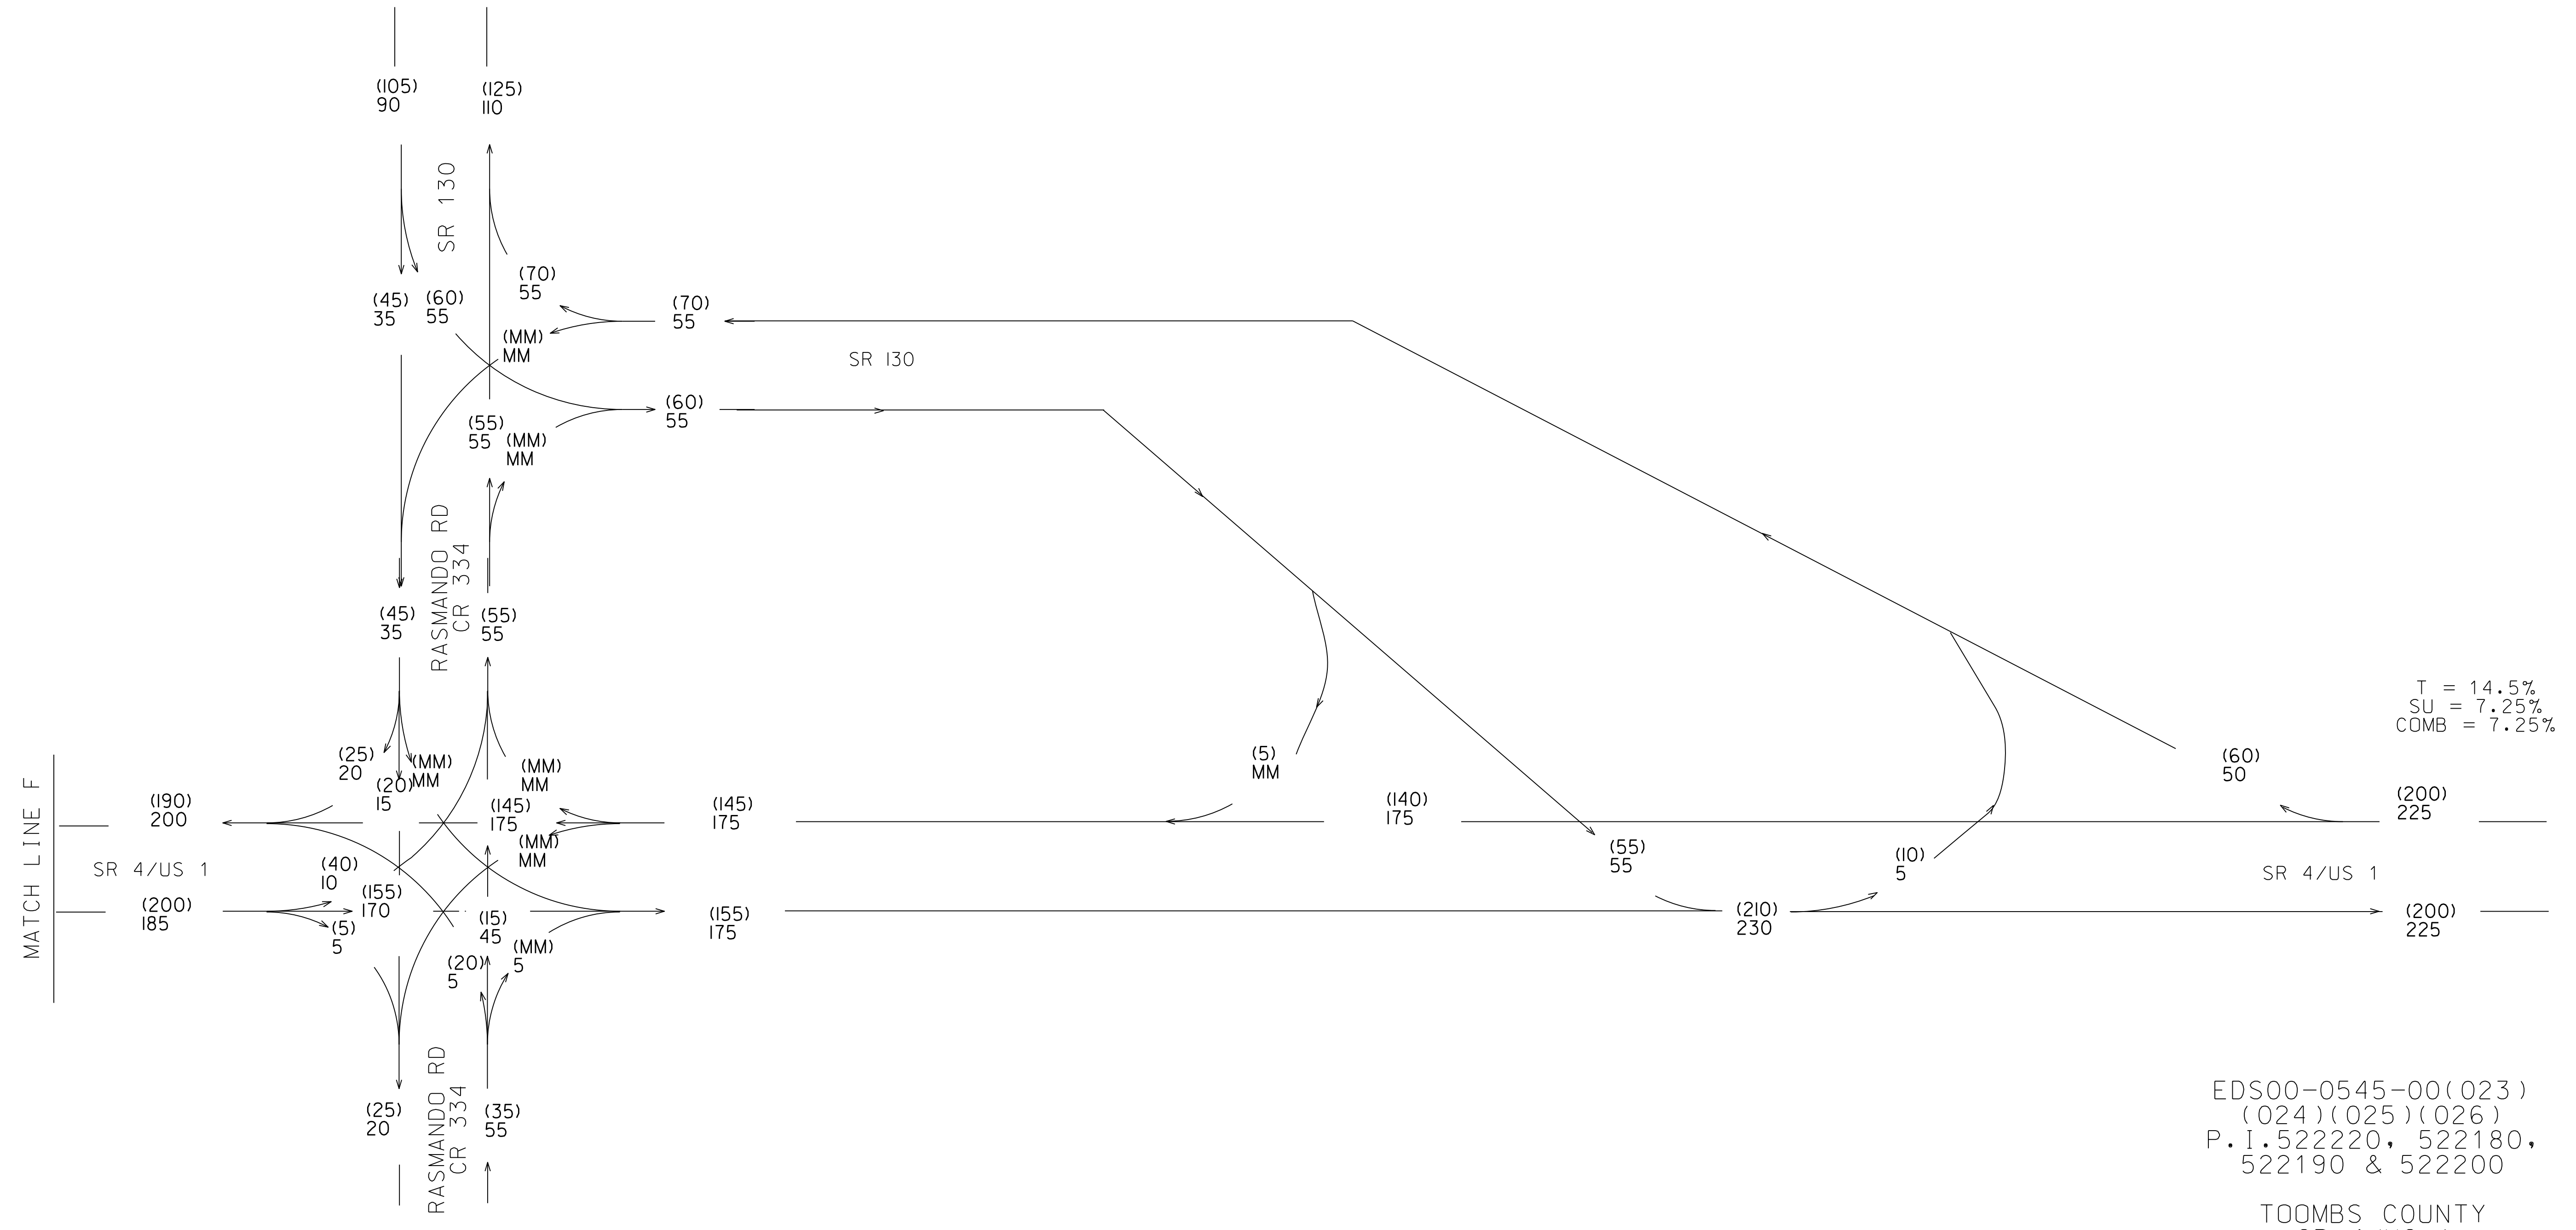 (105)
90
(125)
110
SR 130
(70)
55
(45)
35
(60)
55
(70)
55
(MM)
MM
SR 130
(60)
55
(55)
55
(MM)
MM
RASMANDO RD
CR 334
(45)
35
(55)
55
T = 14.5%
SU = 7.25%
COMB = 7.25%
(25)
20
(MM)
MM
(20)
15
(MM)
MM
(5)
MM
(60)
50
MATCH LINE F
(190)
200
(145)
175
(145)
175
(140)
175
(200)
225
(MM)
MM
(55)
55
(10)
5
SR 4/US 1
(40)
10
SR 4/US 1
(155)
170
(200)
185
(5)
5
(15)
45
(155)
175
(210)
230
(200)
225
(20)
5
(MM)
5
RASMANDO RD
CR 334
(25)
20
(35)
55
EDS00-0545-00(023)
(024)(025)(026)
P.I.522220, 522180,
522190 & 522200
TOOMBS COUNTY